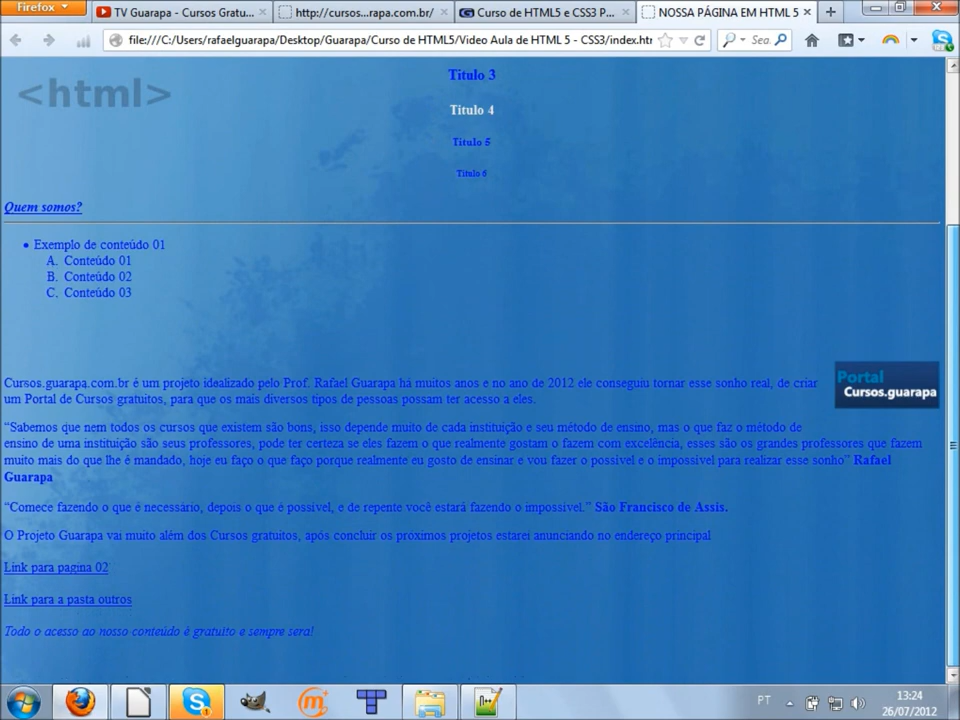 Firefox
TV Guarapa - Cursos Gratu...
http://cursos...rapa.com.br/
Curso de HTML5 e CSS3 P...
NOSSA PÁGINA EM HTML 5
file:///C:/Users/rafaelguarapa/Desktop/Guarapa/Curso de HTML5/Video Aula de HTML 5 - CSS3/index.htr
Sea
<html>
Titulo 3
Titulo 4
Titulo 5
Titulo 6
Quem somos?
• Exemplo de conteúdo 01
A. Conteúdo 01
B. Conteúdo 02
C. Conteúdo 03
Portal
Cursos.guarapa
Cursos.guarapa.com.br é um projeto idealizado pelo Prof. Rafael Guarapa há muitos anos e no ano de 2012 ele conseguiu tornar esse sonho real, de criar
um Portal de Cursos gratuitos, para que os mais diversos tipos de pessoas possam ter acesso a eles.
“Sabemos que nem todos os cursos que existem são bons, isso depende muito de cada instituição e seu método de ensino, mas o que faz o método de
ensino de uma instituição são seus professores, pode ter certeza se eles fazem o que realmente gostam o fazem com excelência, esses são os grandes professores que fazem
muito mais do que lhe é mandado, hoje eu faço o que faço porque realmente eu gosto de ensinar e vou fazer o possivel e o impossivel para realizar esse sonho” Rafael
Guarapa
“Comece fazendo o que é necessário, depois o que é possível, e de repente você estará fazendo o impossível.” São Francisco de Assis.
O Projeto Guarapa vai muito além dos Cursos gratuitos, após concluir os proximos projetos estarei anunciando no endereço principal
Link para pagina 02
Link para a pasta outros
Todo o acesso ao nosso conteúdo é gratuito e sempre sera!
PT
13:24
26/07/2012